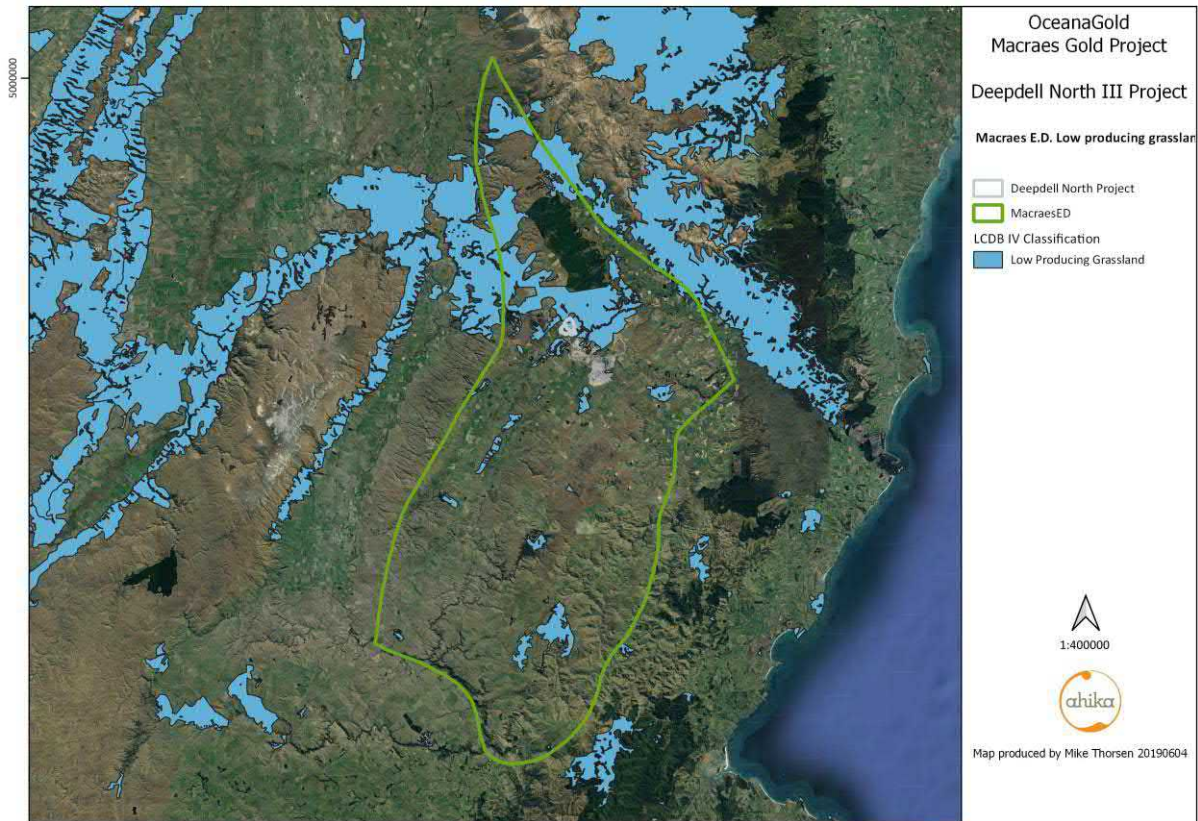 5000000
OceanaGold
Macraes Gold Project
Deepdell North III Project
Macraes E.D. Low producing grasslan
Deepdell North Project
MacraesED
LCDB IV Classification
Low Producing Grassland
1:400000
ahika
Map produced by Mike Thorsen 20190604